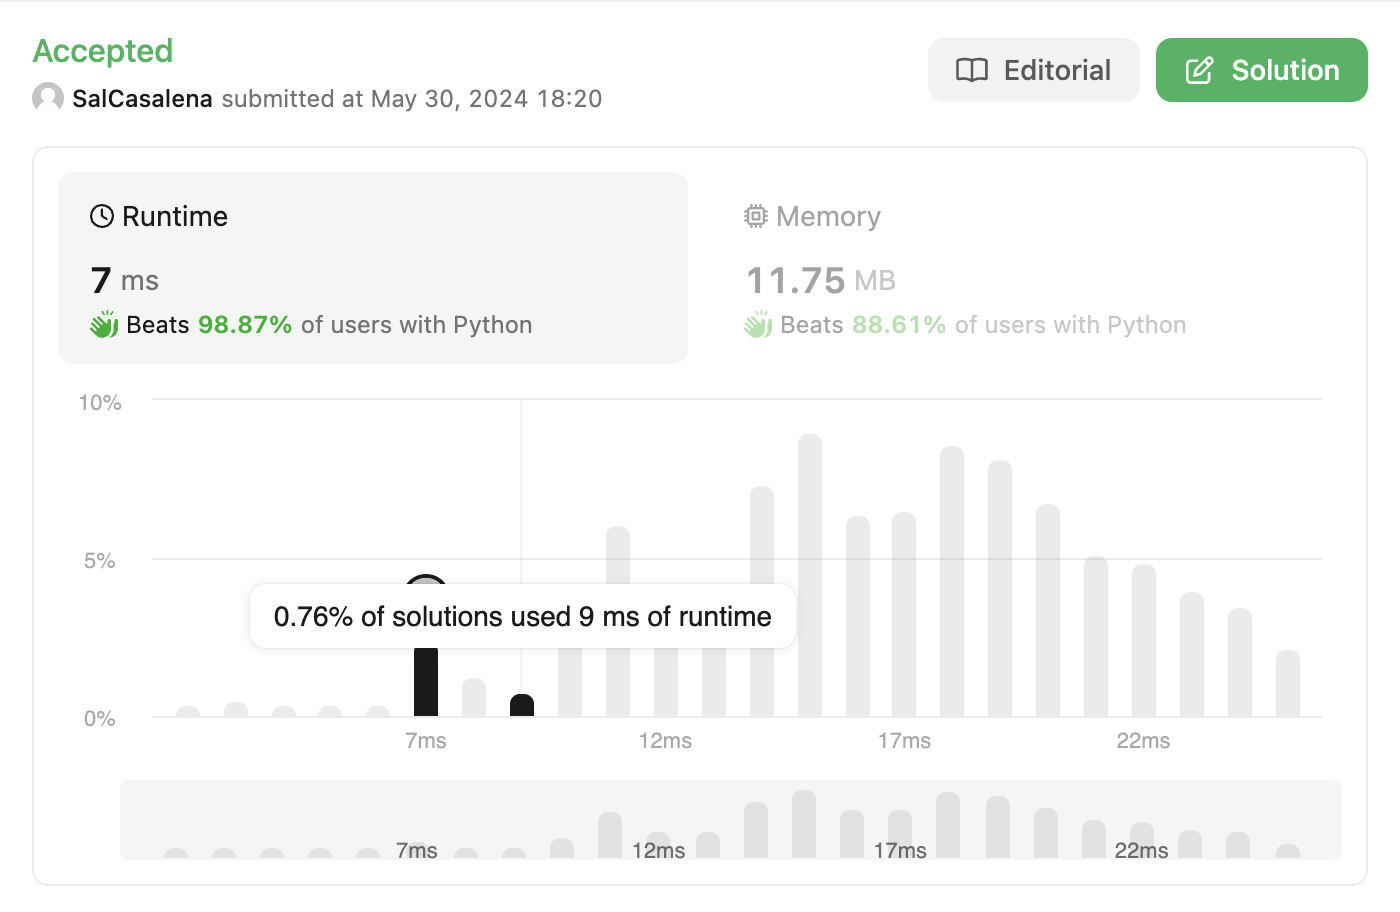 Accepted
Editorial
Solution
SalCasalena submitted at May 30, 2024 18:20
Runtime
Memory
7 ms
11.75 MB
Beats 98.87% of users with Python
Beats 88.61% of users with Python
10%
5%
0.76% of solutions used 9 ms of runtime
0%
7ms 12ms 17ms 22ms
7ms 12ms 17ms 22ms